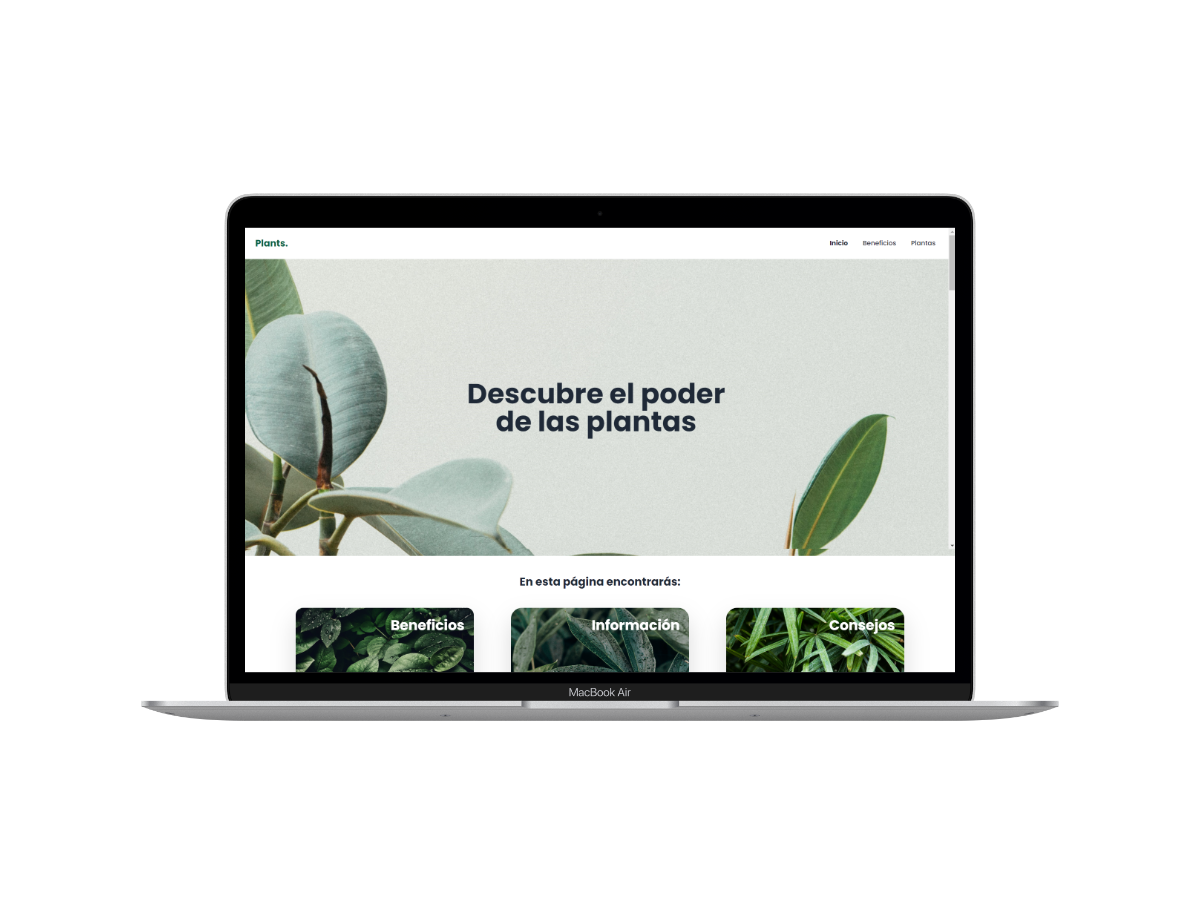 Plants.
Inicio Beneficios Plantas
Descubre el poder
de las plantas
En esta página encontrarás:
Beneficios Información Consejos
MacBook Air